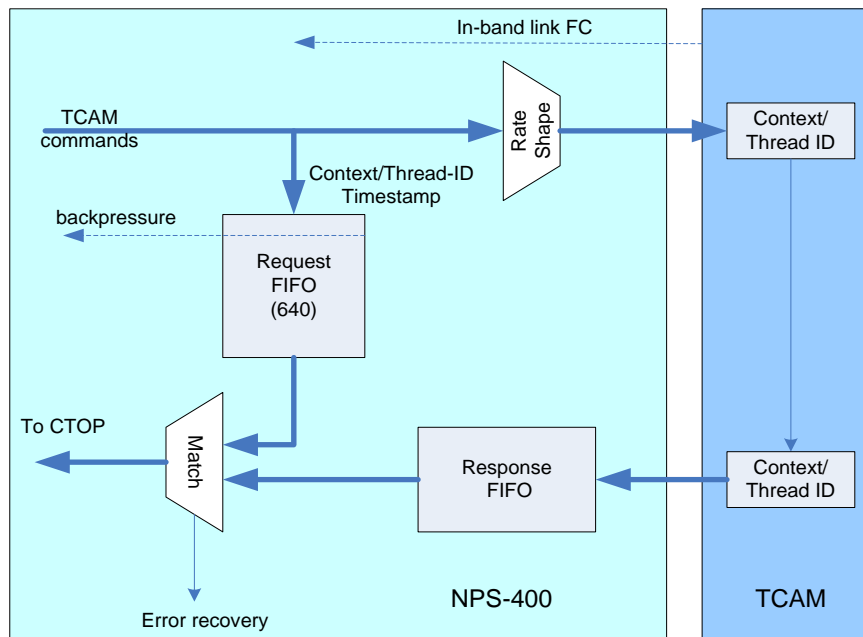 In-band link FC
TCAM
commands
Rate
Shape
Context/
Thread ID
Context/Thread-ID
Timestamp
backpressure
Request
FIFO
(640)
To CTOP
Match
Response
FIFO
Context/
Thread ID
Error recovery
NPS-400
TCAM